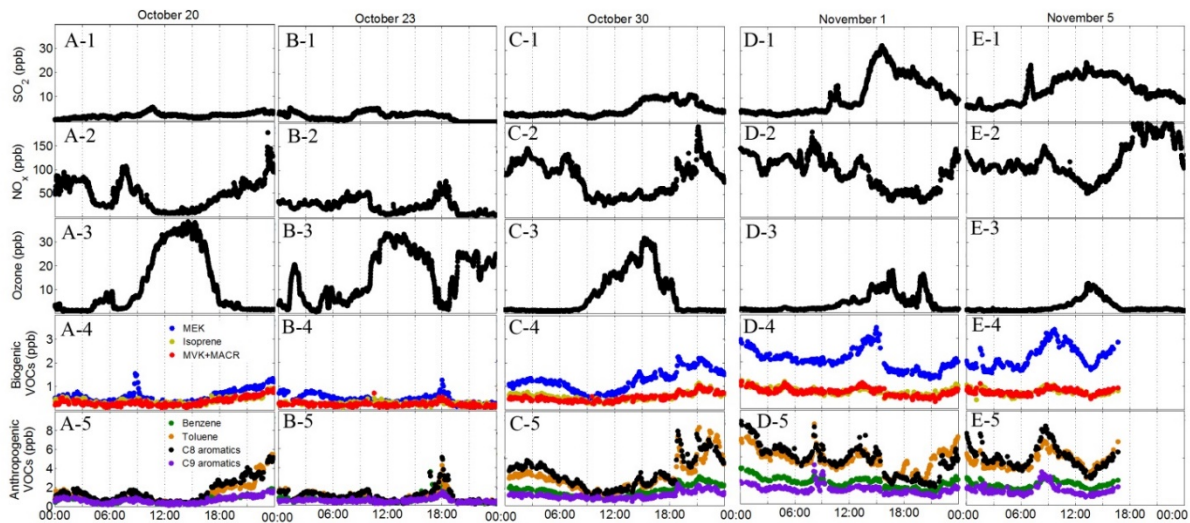 October 20 October 23 October 30 November 1 November 5
SO2 (ppb) 30 20 10 A-1 B-1 C-1 D-1 E-1
NOx (ppb) 150 100 50 A-2 B-2 C-2 D-2 E-2
Ozone (ppb) 30 20 10 A-3 B-3 C-3 D-3 E-3
Biogenic VOCs (ppb) 3 2 1 A-4 B-4 C-4 D-4 E-4
MEK
Isoprene
MVK+MACR
Anthropogenic VOCs (ppb) 8 6 4 2 0 A-5 B-5 C-5 D-5 E-5
Benzene
Toluene
C8 aromatics
C9 aromatics
00:00 06:00 12:00 18:00 00:00 06:00 12:00 18:00 00:00 06:00 12:00 18:00 00:00 06:00 12:00 18:00 00:00 06:00 12:00 18:00 00:00